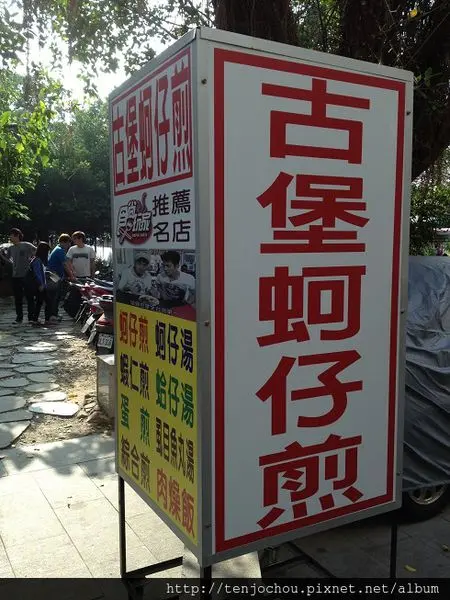 古堡蚵仔煎
推薦
名店
蚵仔煎
蝦仁煎
蛋煎
綜合煎
蚵仔湯
蛤仔湯
虱目魚丸湯
肉燥飯
古堡蚵仔煎
http://tenjochou.pixnet.net/album